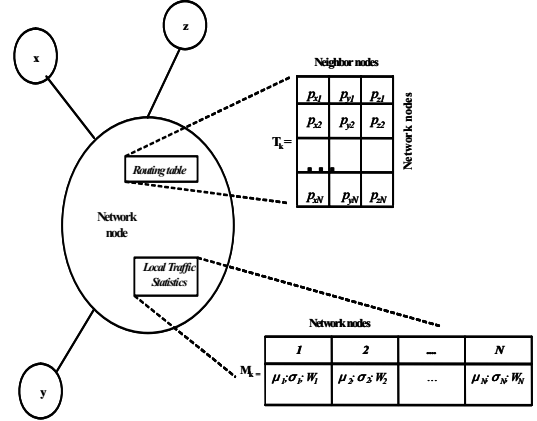 z
x
Neighbor nodes
p_x1 p_y1 p_z1
p_x2 p_y2 p_z2
T_k =
...
p_xN p_yN p_zN
Network nodes
Routing table
Network
node
Local Traffic
Statistics
Network nodes
1 2 .... N
M_k =
μ_1; σ_1; W_1 μ_2; σ_2; W_2 ... μ_N; σ_N; W_N
y